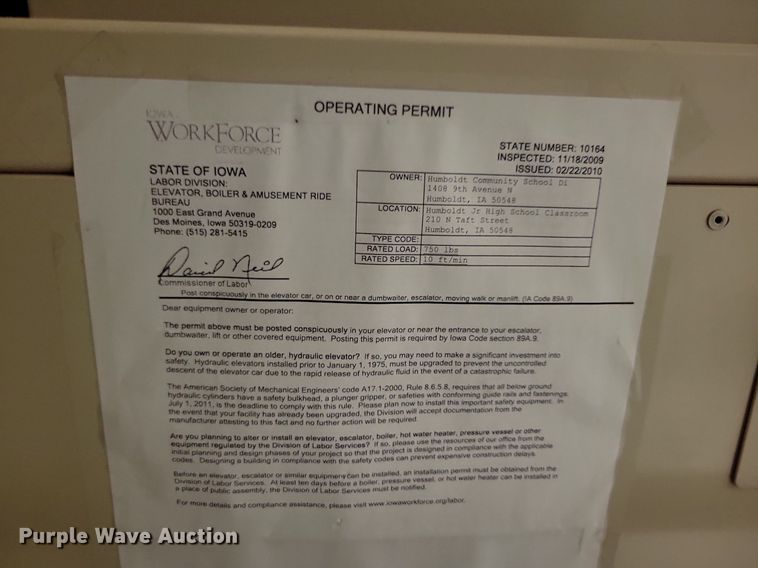 OPERATING PERMIT
IOWA
WORKFORCE
DEVELOPMENT
STATE OF IOWA
LABOR DIVISION:
ELEVATOR, BOILER & AMUSEMENT RIDE
BUREAU
1000 East Grand Avenue
Des Moines, Iowa 50319-0209
Phone: (515) 281-5415
STATE NUMBER: 10164
INSPECTED: 11/18/2009
ISSUED: 02/22/2010
OWNER: Humboldt Community School Di
1408 9th Avenue N
Humboldt, IA 50548
LOCATION: Humboldt Jr High School Classroom
210 N Taft Street
Humboldt, IA 50548
TYPE CODE:
RATED LOAD: 750 lbs
RATED SPEED: 10 ft/min
David Neil
Commissioner of Labor
Post conspicuously in the elevator car, or on or near a dumbwaiter, escalator, moving walk or manlift. (IA Code 89A.9)
Dear equipment owner or operator:
The permit above must be posted conspicuously in your elevator or near the entrance to your escalator,
dumbwaiter, lift or other covered equipment. Posting this permit is required by Iowa Code section 89A.9.
Do you own or operate an older, hydraulic elevator? If so, you may need to make a significant investment into
safety. Hydraulic elevators installed prior to January 1, 1975, must be upgraded to prevent the uncontrolled
descent of the elevator car due to the rapid release of hydraulic fluid in the event of a catastrophic failure.
The American Society of Mechanical Engineers' code A17.1-2000, Rule 8.6.5.8, requires that all below ground
hydraulic cylinders have a safety bulkhead, a plunger gripper, or safeties with conforming guide rails and fastenings.
July 1, 2011, is the deadline to comply with this rule. Please plan now to install this important safety equipment. In
the event that your facility has already been upgraded, the Division will accept documentation from the
manufacturer attesting to this fact and no further action will be required.
Are you planning to alter or install an elevator, escalator, boiler, hot water heater, pressure vessel or other
equipment regulated by the Division of Labor Services? If so, please use the resources of our office from the
initial planning and design phases of your project so that the project is designed in compliance with the applicable
codes. Designing a building in compliance with the safety codes can prevent expensive construction delays.
Before an elevator, escalator or similar equipment can be installed, an installation permit must be obtained from the
Division of Labor Services. At least ten days before a boiler, pressure vessel, or hot water heater can be installed in
a place of public assembly, the Division of Labor Services must be notified.
For more details and compliance assistance, please visit www.iowaworkforce.org/labor.
Purple Wave Auction